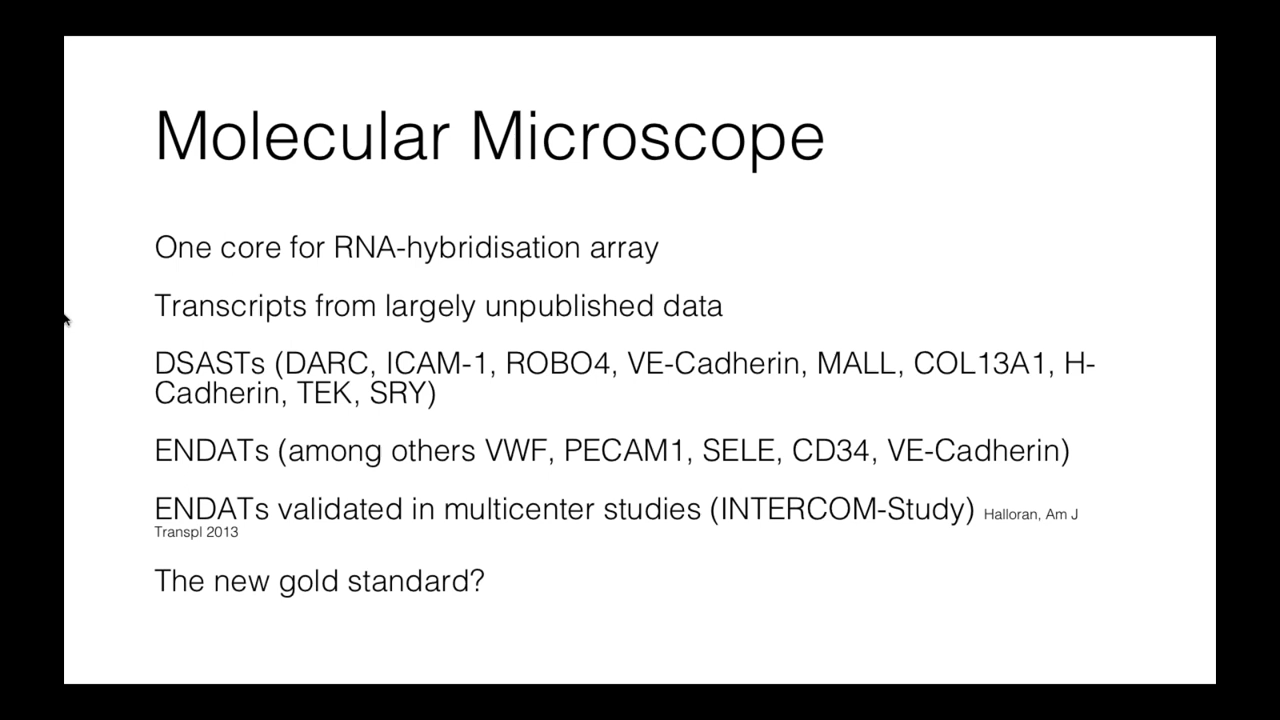 Molecular Microscope
One core for RNA-hybridisation array
Transcripts from largely unpublished data
DSASTs (DARC, ICAM-1, ROBO4, VE-Cadherin, MALL, COL13A1, H-
Cadherin, TEK, SRY)
ENDATs (among others VWF, PECAM1, SELE, CD34, VE-Cadherin)
ENDATs validated in multicenter studies (INTERCOM-Study) Halloran, Am J
Transpl 2013
The new gold standard?